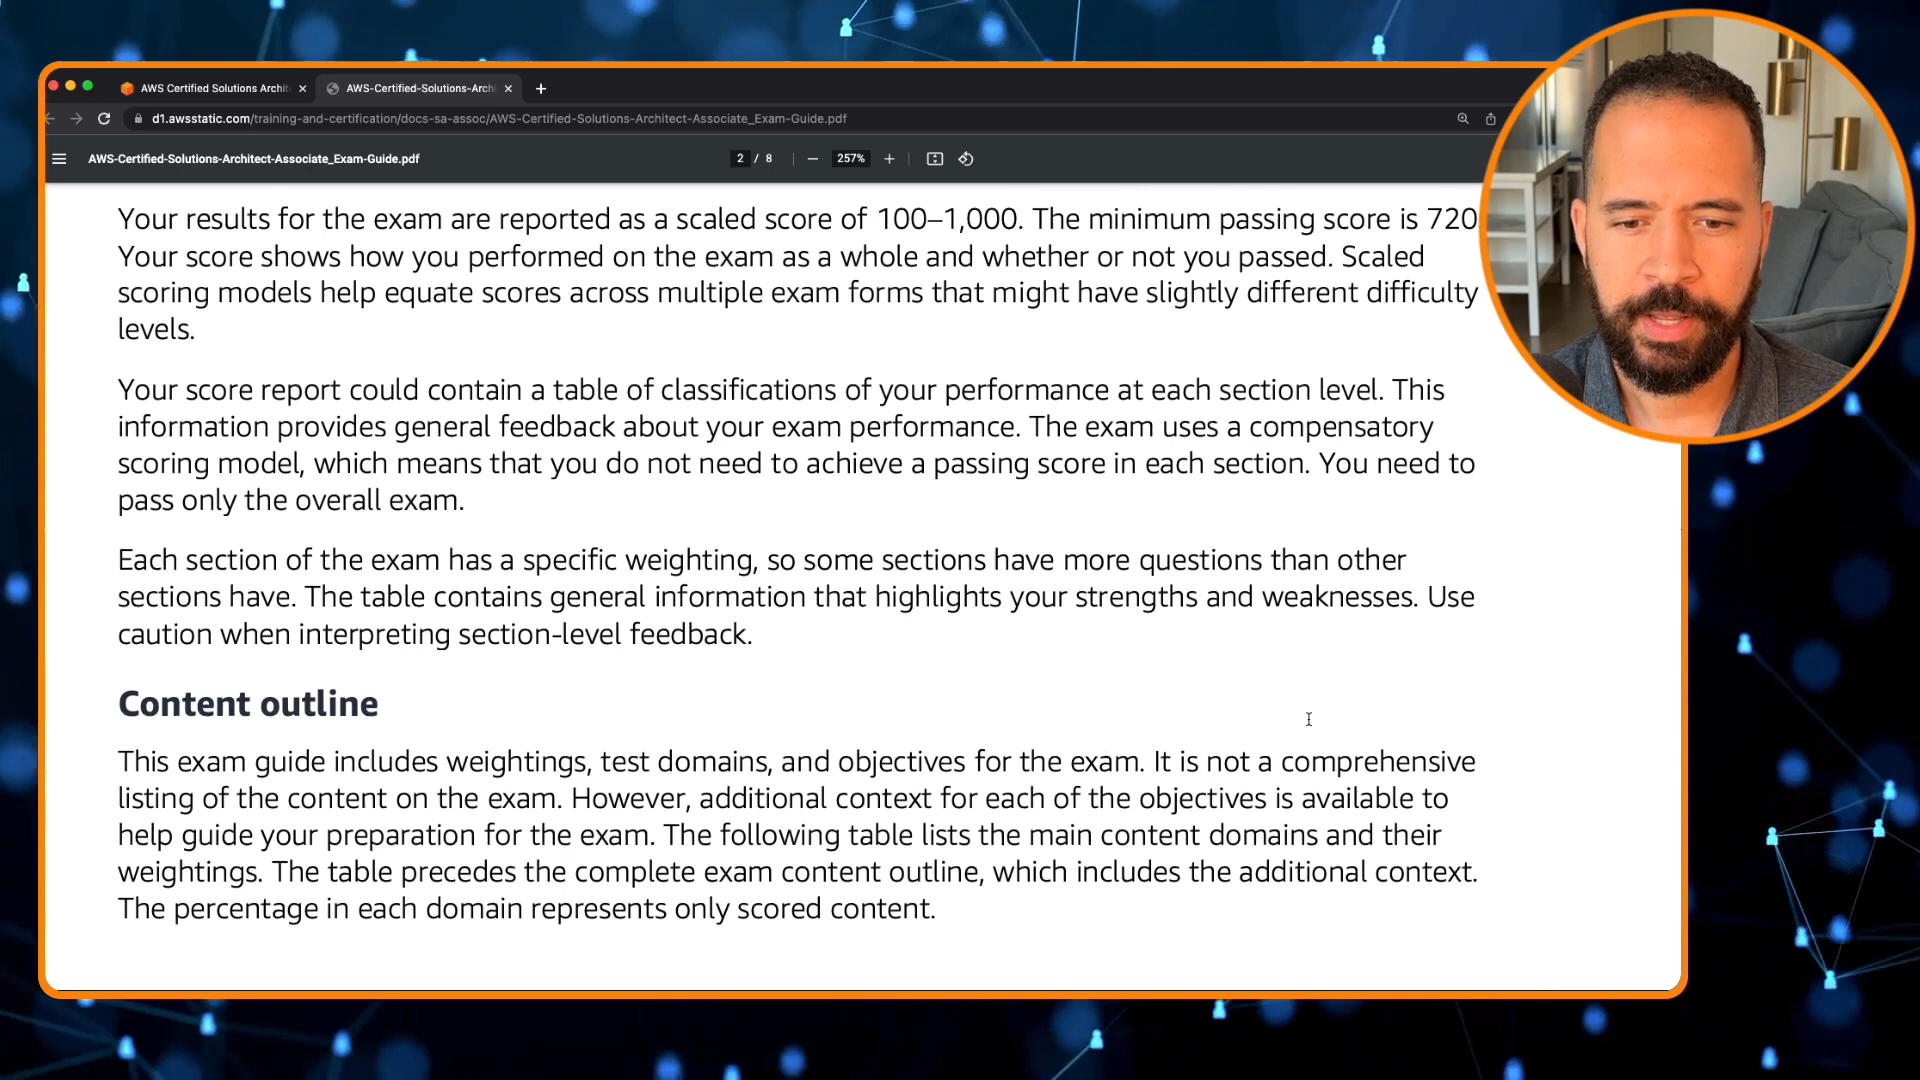 AWS Certified Solutions Archit
AWS-Certified-Solutions-Archi
d1.awsstatic.com/training-and-certification/docs-sa-assoc/AWS-Certified-Solutions-Architect-Associate_Exam-Guide.pdf
AWS-Certified-Solutions-Architect-Associate_Exam-Guide.pdf
2 / 8
257%
Your results for the exam are reported as a scaled score of 100–1,000. The minimum passing score is 720
Your score shows how you performed on the exam as a whole and whether or not you passed. Scaled
scoring models help equate scores across multiple exam forms that might have slightly different difficulty
levels.
Your score report could contain a table of classifications of your performance at each section level. This
information provides general feedback about your exam performance. The exam uses a compensatory
scoring model, which means that you do not need to achieve a passing score in each section. You need to
pass only the overall exam.
Each section of the exam has a specific weighting, so some sections have more questions than other
sections have. The table contains general information that highlights your strengths and weaknesses. Use
caution when interpreting section-level feedback.
Content outline
This exam guide includes weightings, test domains, and objectives for the exam. It is not a comprehensive
listing of the content on the exam. However, additional context for each of the objectives is available to
help guide your preparation for the exam. The following table lists the main content domains and their
weightings. The table precedes the complete exam content outline, which includes the additional context.
The percentage in each domain represents only scored content.